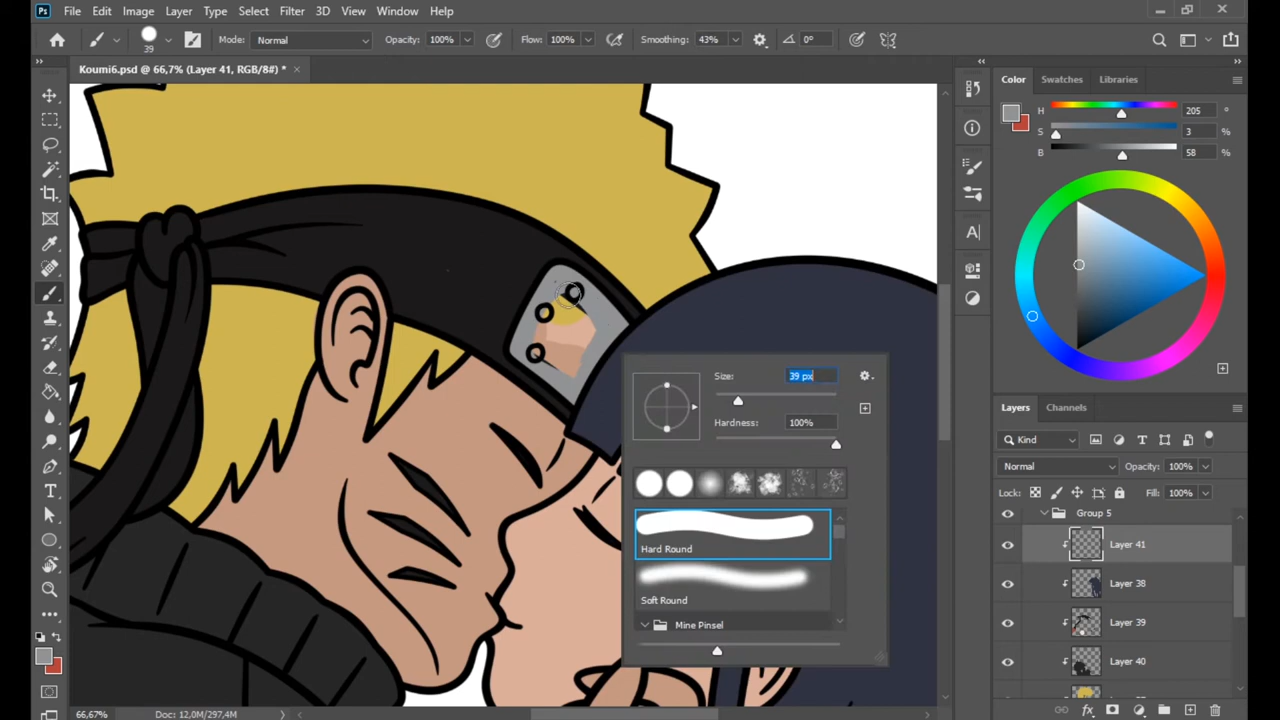 Ps File Edit Image Layer Type Select Filter 3D View Window Help
39 Mode: Normal Opacity: 100% Flow: 100% Smoothing: 43% 0°
Koumi6.psd @ 66,7% (Layer 41, RGB/8#) *
Color Swatches Libraries
H 205 °
S 3 %
B 58 %
Size: 39 px
Hardness: 100%
Hard Round
Soft Round
Mine Pinsel
Layers Channels
Kind
Normal Opacity: 100%
Lock: Fill: 100%
Group 5
Layer 41
Layer 38
Layer 39
Layer 40
66,67% Doc: 12,0M/297,4M